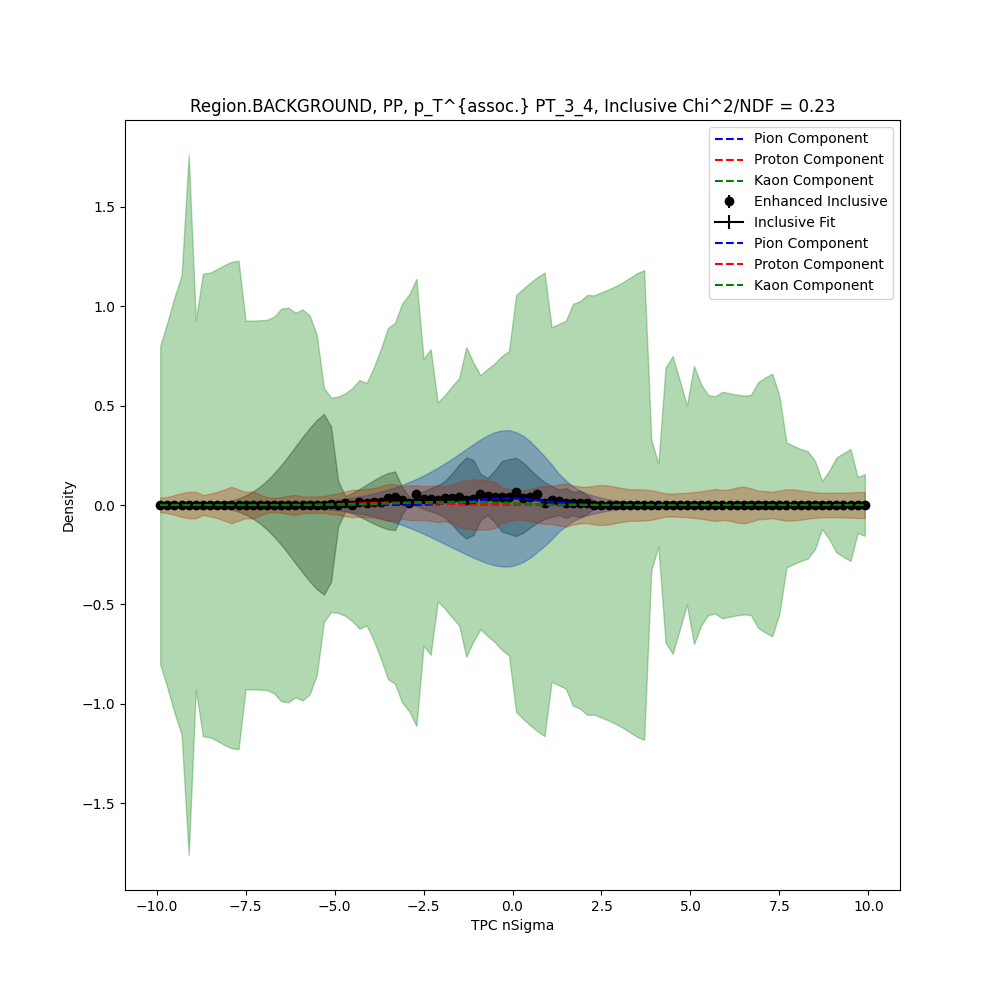 Region.BACKGROUND, PP, p_T^{assoc.} PT_3_4, Inclusive Chi^2/NDF = 0.23
Pion Component
Proton Component
Kaon Component
Enhanced Inclusive
Inclusive Fit
Pion Component
Proton Component
Kaon Component
1.5
1.0
0.5
0.0
−0.5
−1.0
−1.5
Density
−10.0 −7.5 −5.0 −2.5 0.0 2.5 5.0 7.5 10.0
TPC nSigma